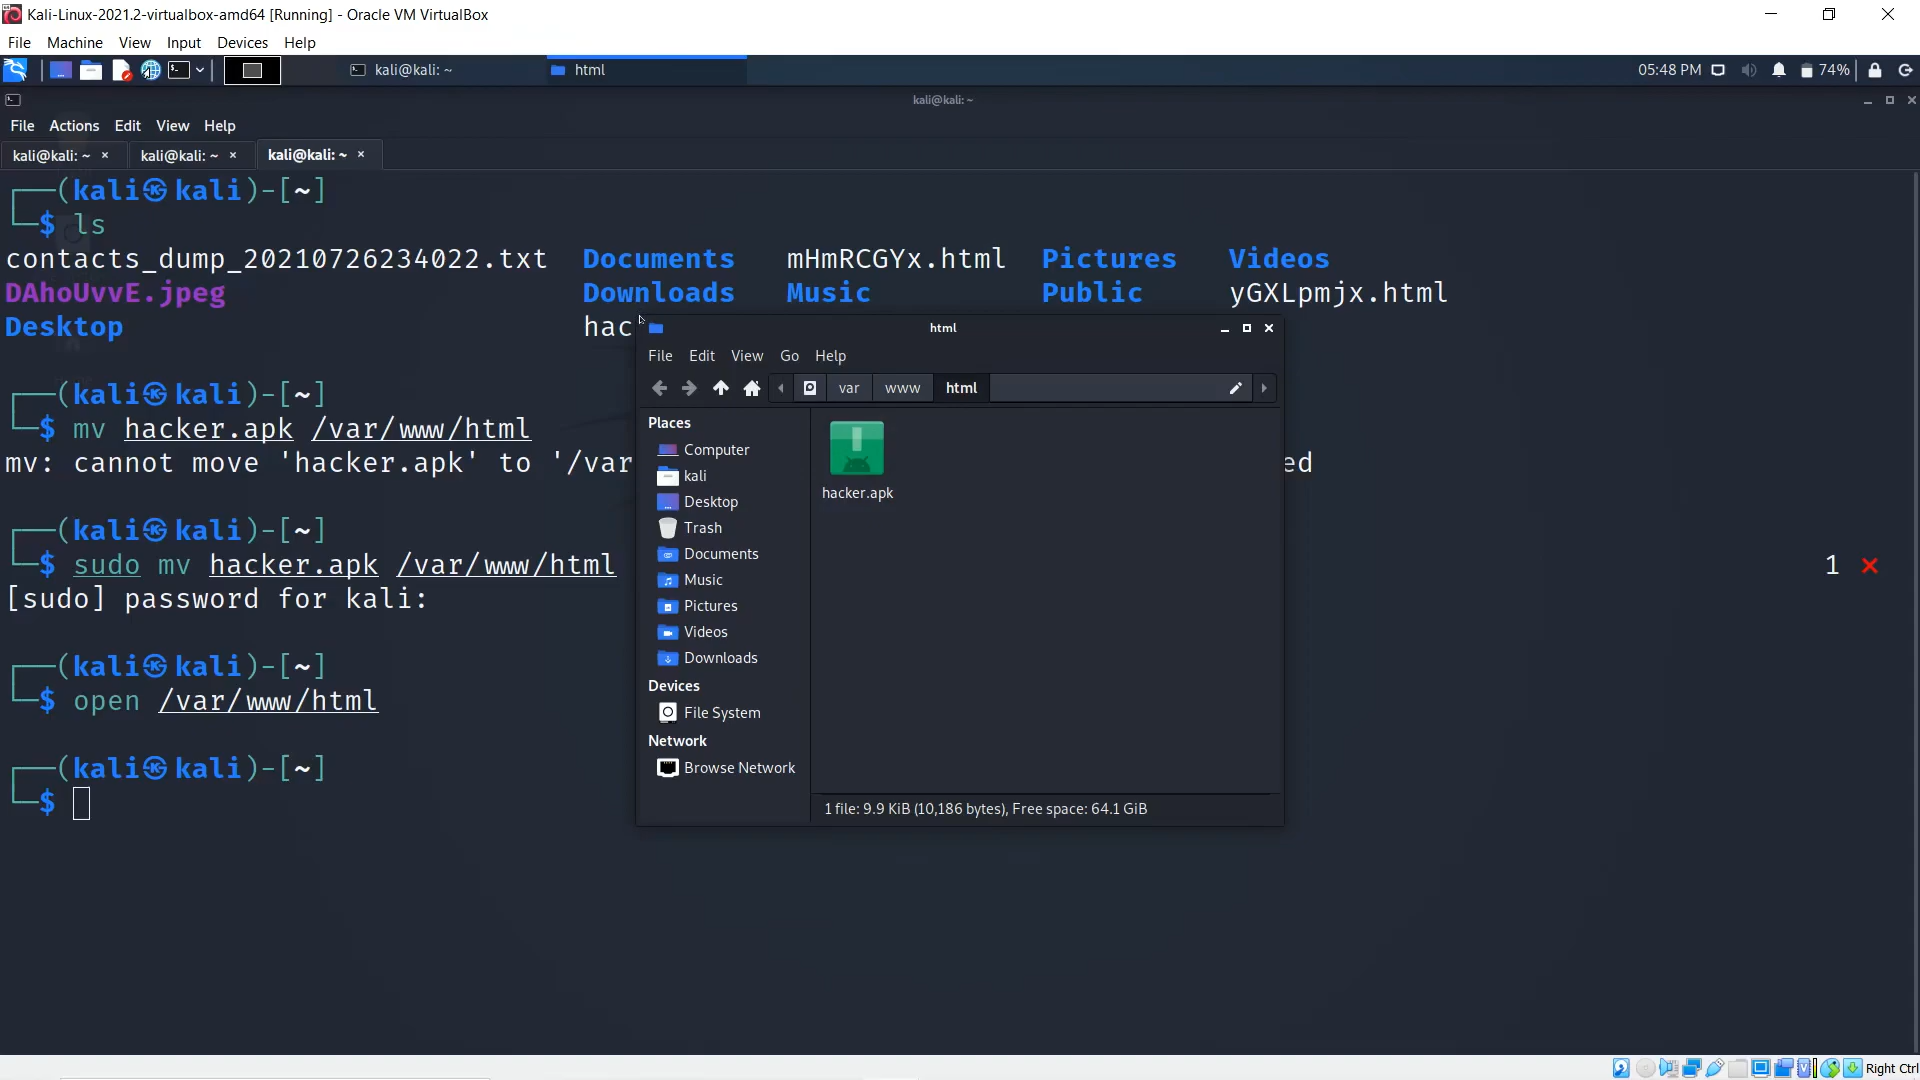 Kali-Linux-2021.2-virtualbox-amd64 [Running] - Oracle VM VirtualBox
File Machine View Input Devices Help
kali@kali: ~ html 05:48 PM 74%
kali@kali: ~
File Actions Edit View Help
kali@kali: ~ × kali@kali: ~ × kali@kali: ~ ×
┌──(kali㉿kali)-[~]
└─$ ls
contacts_dump_20210726234022.txt Documents mHmRCGYx.html Pictures Videos
DAhoUvvE.jpeg Downloads Music Public yGXLpmjx.html
Desktop hac
┌──(kali㉿kali)-[~]
└─$ mv hacker.apk /var/www/html
mv: cannot move 'hacker.apk' to '/var ed
┌──(kali㉿kali)-[~]
└─$ sudo mv hacker.apk /var/www/html 1 ×
[sudo] password for kali:
┌──(kali㉿kali)-[~]
└─$ open /var/www/html
┌──(kali㉿kali)-[~]
└─$
html
File Edit View Go Help
var www html
Places
Computer
kali
Desktop
Trash
Documents
Music
Pictures
Videos
Downloads
Devices
File System
Network
Browse Network
hacker.apk
1 file: 9.9 KiB (10,186 bytes), Free space: 64.1 GiB
Right Ctrl